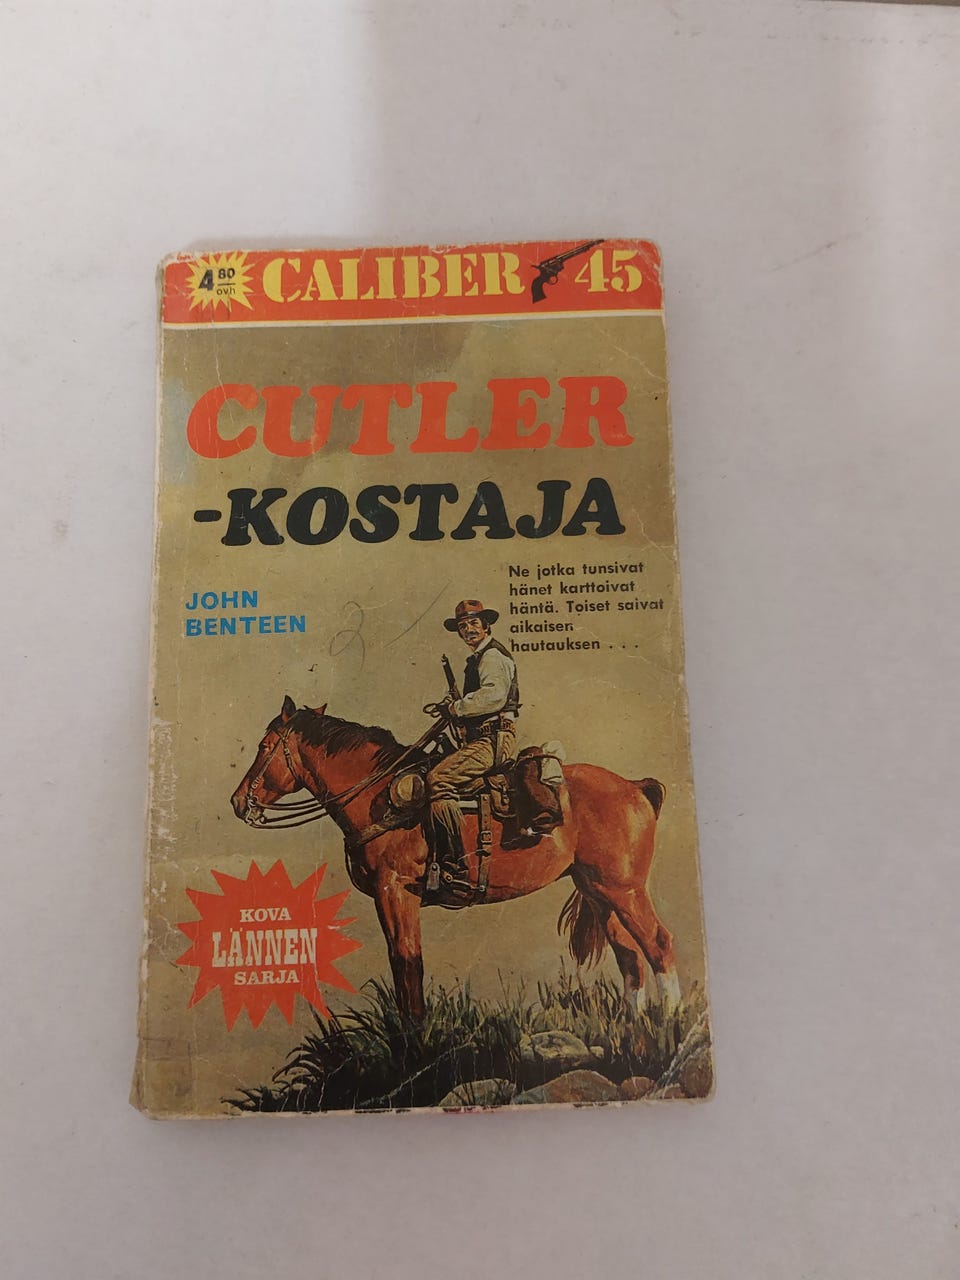 4 80
ovh
CALIBER 45
CUTLER
-KOSTAJA
Ne jotka tunsivat
hänet karttoivat
häntä. Toiset saivat
aikaisen
hautauksen . . .
JOHN
BENTEEN
2 -
KOVA
LÄNNEN
SARJA